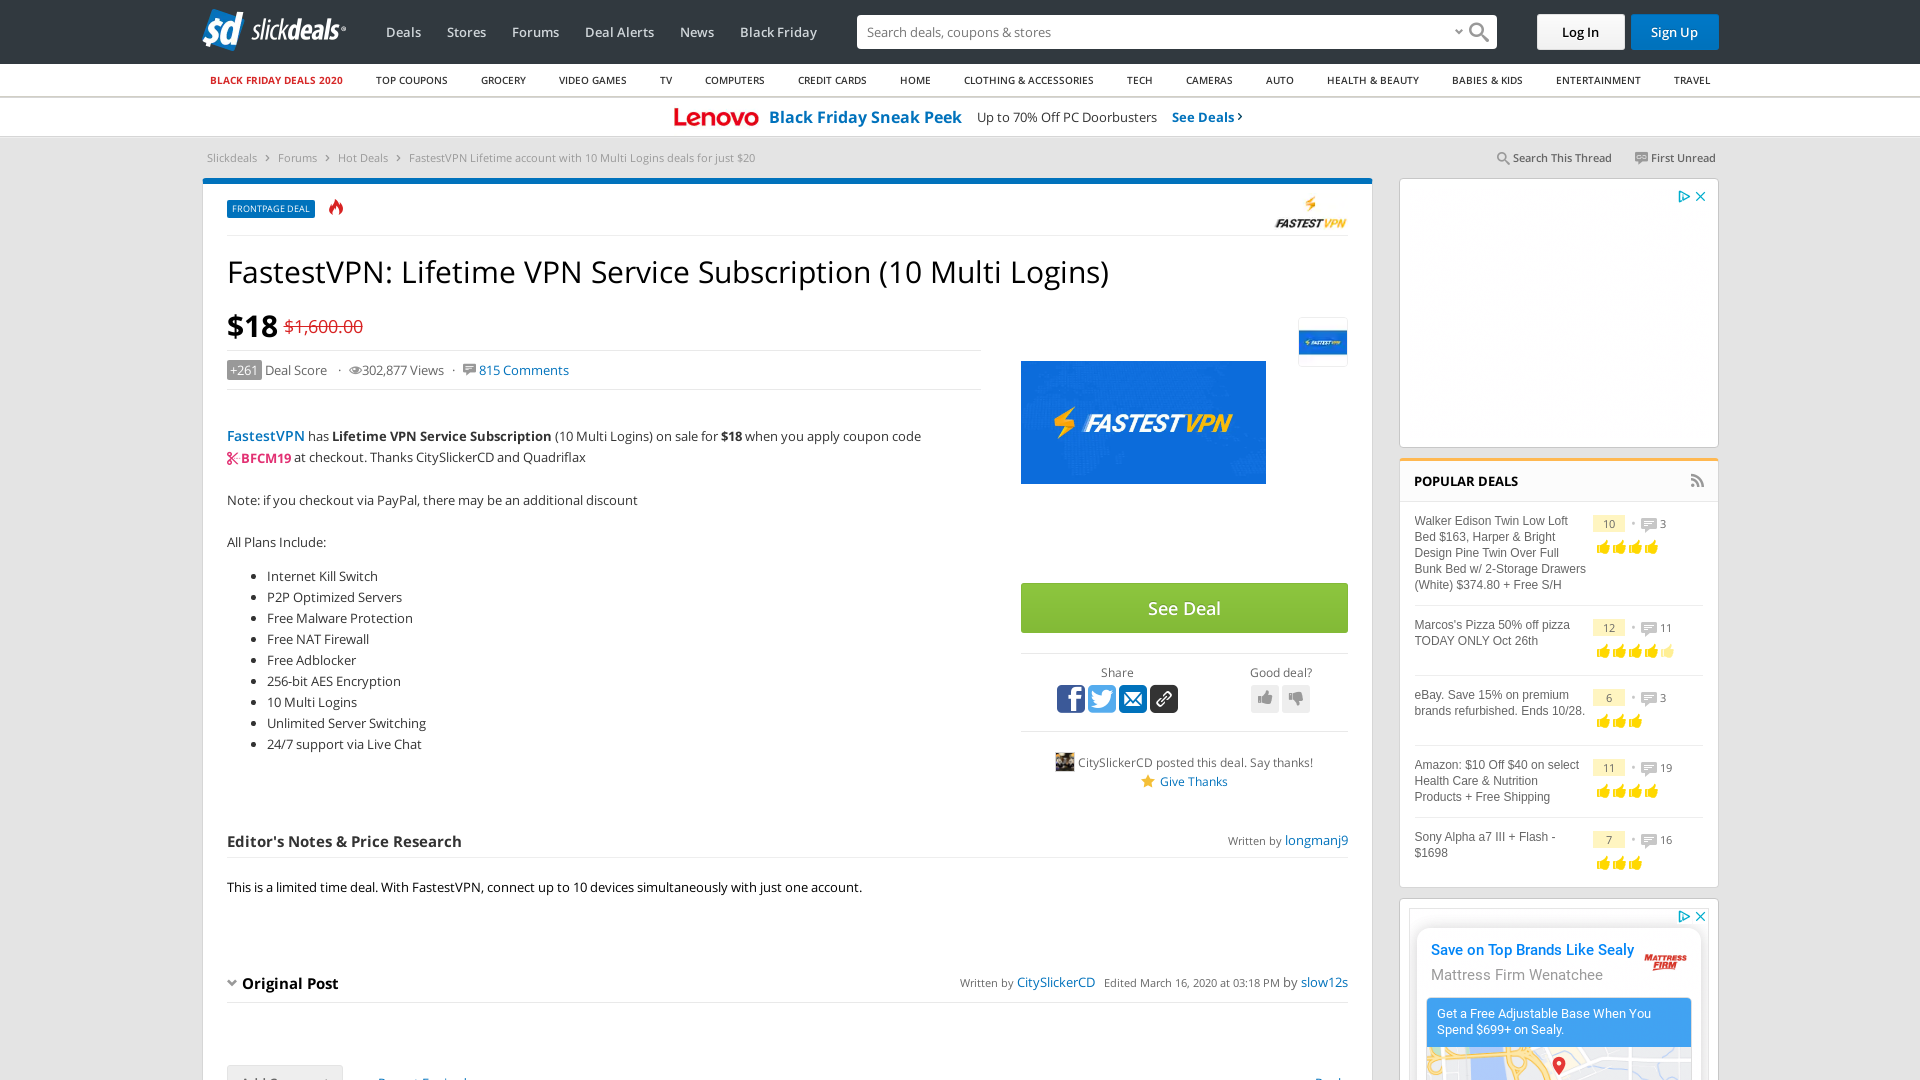 slickdeals
Deals
Stores
Forums
Deal Alerts
News
Black Friday
Search deals, coupons & shops
Log In
Sign Up
BLACK FRIDAY DEALS 2020
TOP COUPONS
GROCERY
VIDEO GAMES
TV
COMPUTERS
CREDIT CARDS
HOME
CLOTHING & ACCESSORIES
TECH
CAMERAS
AUTO
HEALTH & BEAUTY
BABIES & KIDS
ENTERTAINMENT
TRAVEL
Lenovo Black Friday Sneak Peek Up to 70% Off PC Doorbusters See Deals
Slickdeals > Forums > Hot Deals > FastestVPN Lifetime account with 10 Multi Logins deals for just $20
Search This Thread
First Unread
FRONTPAGE DEAL
FASTESTVPN
FastestVPN: Lifetime VPN Service Subscription (10 Multi Logins)
$18 $1,600.00
+261 Deal Score · 302,877 Views · 815 Comments
FastestVPN has Lifetime VPN Service Subscription (10 Multi Logins) on sale for $18 when you apply coupon code
BFCM19 at checkout. Thanks CitySlickerCD and Quadriflax
Note: if you checkout via PayPal, there may be an additional discount
All Plans Include:
• Internet Kill Switch
• P2P Optimized Servers
• Free Malware Protection
• Free NAT Firewall
• Free Adblocker
• 256-bit AES Encryption
• 10 Multi Logins
• Unlimited Server Switching
• 24/7 support via Live Chat
FASTESTVPN
FASTESTVPN
See Deal
Share
Good deal?
CitySlickerCD posted this deal. Say thanks!
Give Thanks
Editor's Notes & Price Research
Written by longmanj9
This is a limited time deal. With FastestVPN, connect up to 10 devices simultaneously with just one account.
Original Post
Written by CitySlickerCD Edited March 16, 2020 at 03:18 PM by slow12s
POPULAR DEALS
Walker Edison Twin Low Loft
Bed $163, Harper & Bright
Design Pine Twin Over Full
Bunk Bed w/ 2-Storage Drawers
(White) $374.80 + Free S/H
10 • 3
Marcos's Pizza 50% off pizza
TODAY ONLY Oct 26th
12 • 11
eBay. Save 15% on premium
brands refurbished. Ends 10/28.
6 • 3
Amazon: $10 Off $40 on select
Health Care & Nutrition
Products + Free Shipping
11 • 19
Sony Alpha a7 III + Flash -
$1698
7 • 16
Save on Top Brands Like Sealy
Mattress Firm Wenatchee
MATTRESS FIRM
Get a Free Adjustable Base When You
Spend $699+ on Sealy.